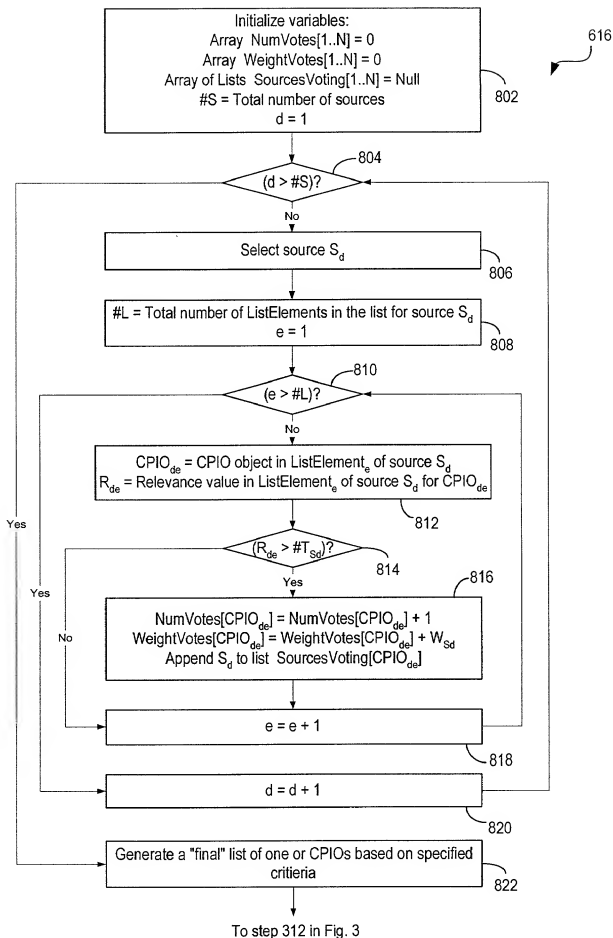 Initialize variables:
Array NumVotes[1..N] = 0
Array WeightVotes[1..N] = 0
Array of Lists SourcesVoting[1..N] = Null
#S = Total number of sources
d = 1
802
616
804
(d > #S)?
No
Select source S_d
806
#L = Total number of ListElements in the list for source S_d
e = 1
808
810
(e > #L)?
No
CPIO_de = CPIO object in ListElement_e of source S_d
R_de = Relevance value in ListElement_e of source S_d for CPIO_de
812
Yes
(R_de > #T_Sd)?
814
Yes
816
Yes
No
NumVotes[CPIO_de] = NumVotes[CPIO_de] + 1
WeightVotes[CPIO_de] = WeightVotes[CPIO_de] + W_Sd
Append S_d to list SourcesVoting[CPIO_de]
e = e + 1
818
d = d + 1
820
Generate a "final" list of one or CPIOs based on specified
critieria
822
To step 312 in Fig. 3